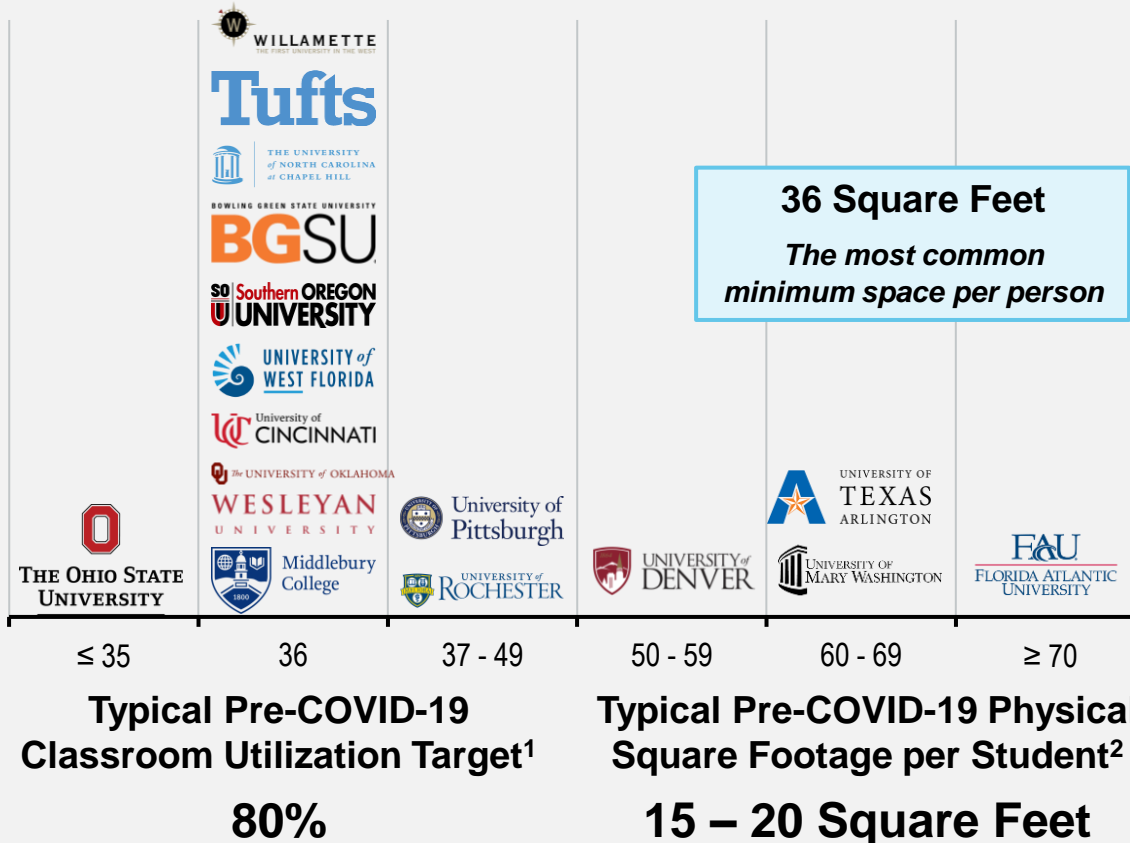 W
WILLAMETTE
THE FIRST UNIVERSITY IN THE WEST
Tufts
THE UNIVERSITY
of NORTH CAROLINA
at CHAPEL HILL
BOWLING GREEN STATE UNIVERSITY
BGSU
SO
U
Southern OREGON
UNIVERSITY
UNIVERSITY of
WEST FLORIDA
UC University of
CINCINNATI
OU The UNIVERSITY of OKLAHOMA
WESLEYAN
UNIVERSITY
1800
Middlebury
College
O
THE OHIO STATE
UNIVERSITY
University of
Pittsburgh
UNIVERSITY of
ROCHESTER
UNIVERSITY of
DENVER
A
UNIVERSITY OF
TEXAS
ARLINGTON
UNIVERSITY OF
MARY WASHINGTON
FAU
FLORIDA ATLANTIC
UNIVERSITY
36 Square Feet
The most common
minimum space per person
≤ 35
36
37 - 49
50 - 59
60 - 69
≥ 70
Typical Pre-COVID-19
Classroom Utilization Target¹
80%
Typical Pre-COVID-19 Physical
Square Footage per Student²
15 – 20 Square Feet